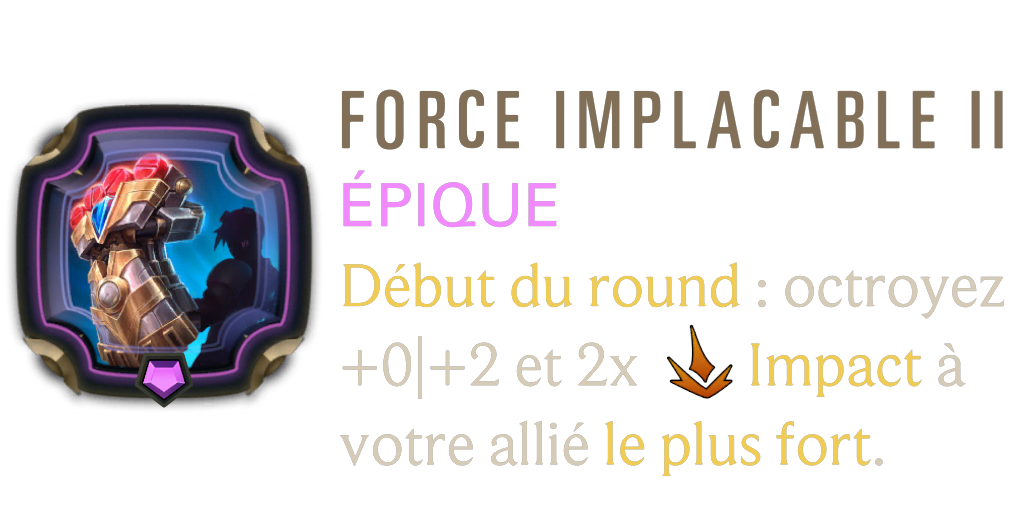 FORCE IMPLACABLE II
ÉPIQUE
Début du round : octroyez
+0|+2 et 2x Impact à
votre allié le plus fort.